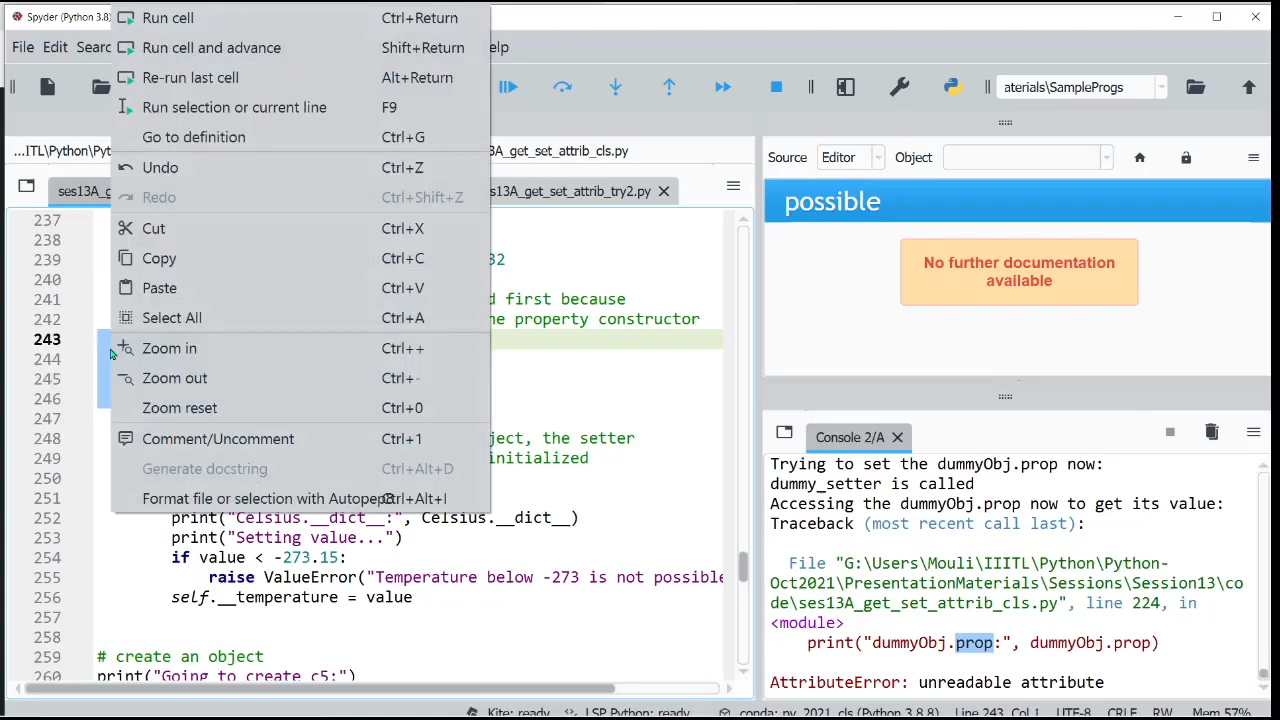 Spyder (Python 3.8)
File Edit Searc elp
Run cell Ctrl+Return
Run cell and advance Shift+Return
Re-run last cell Alt+Return
Run selection or current line F9
Go to definition Ctrl+G
Undo Ctrl+Z
Redo Ctrl+Shift+Z
Cut Ctrl+X
Copy Ctrl+C
Paste Ctrl+V
Select All Ctrl+A
Zoom in Ctrl++
Zoom out Ctrl+-
Zoom reset Ctrl+0
Comment/Uncomment Ctrl+1
Generate docstring Ctrl+Alt+D
Format file or selection with Autopep8 Ctrl+Alt+I
aterials\SampleProgs
...ITL\Python\Pyt 3A_get_set_attrib_cls.py
ses13A_g s13A_get_set_attrib_try2.py
237
238
239 32
240
241 d first because
242 he property constructor
243
244
245
246
248 ject, the setter
249 initialized
250
251
252 print("Celsius.__dict__:", Celsius.__dict__)
253 print("Setting value...")
254 if value < -273.15:
255 raise ValueError("Temperature below -273 is not possible
256 self.__temperature = value
257
258
259 # create an object
260 print("Going to create c5:")
Source Editor Object
possible
No further documentation
available
Console 2/A
Trying to set the dummyObj.prop now:
dummy_setter is called
Accessing the dummyObj.prop now to get its value:
Traceback (most recent call last):
File "G:\Users\Mouli\IIITL\Python\Python-
Oct2021\PresentationMaterials\Sessions\Session13\co
de\ses13A_get_set_attrib_cls.py", line 224, in
<module>
print("dummyObj.prop:", dummyObj.prop)
AttributeError: unreadable attribute
Kite: ready LSP Python: ready conda: py_2021_cls (Python 3.8.8) Line 243, Col 1 UTF-8 CRLF RW Mem 57%